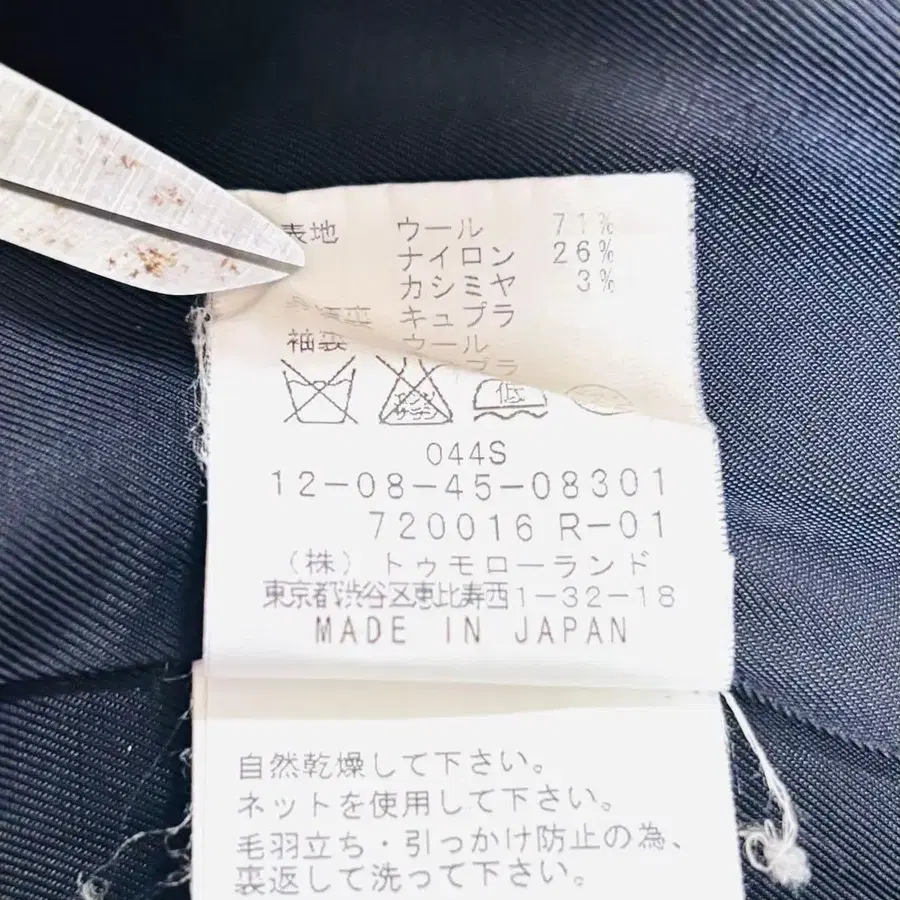 表地 ウール 71%
ナイロン 26%
カシミヤ 3%
キュプラ
袖裏 ウール
プラ
低
044S
12-08-45-08301
720016 R-01
(株)トゥモローランド
東京都渋谷区恵比寿西1-32-18
MADE IN JAPAN
自然乾燥して下さい。
ネットを使用して下さい。
毛羽立ち・引っかけ防止の為、
裏返して洗って下さい。